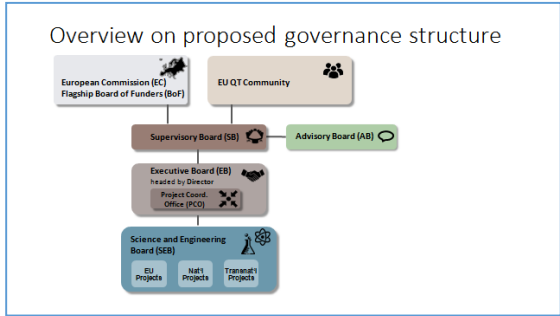 Overview on proposed governance structure
European Commission (EC)
Flagship Board of Funders (BoF)
EU QT Community
Supervisory Board (SB)
Advisory Board (AB)
Executive Board (EB)
headed by Director
Project Coord.
Office (PCO)
Science and Engineering
Board (SEB)
EU
Projects
Nat'l
Projects
Transnat'l
Projects